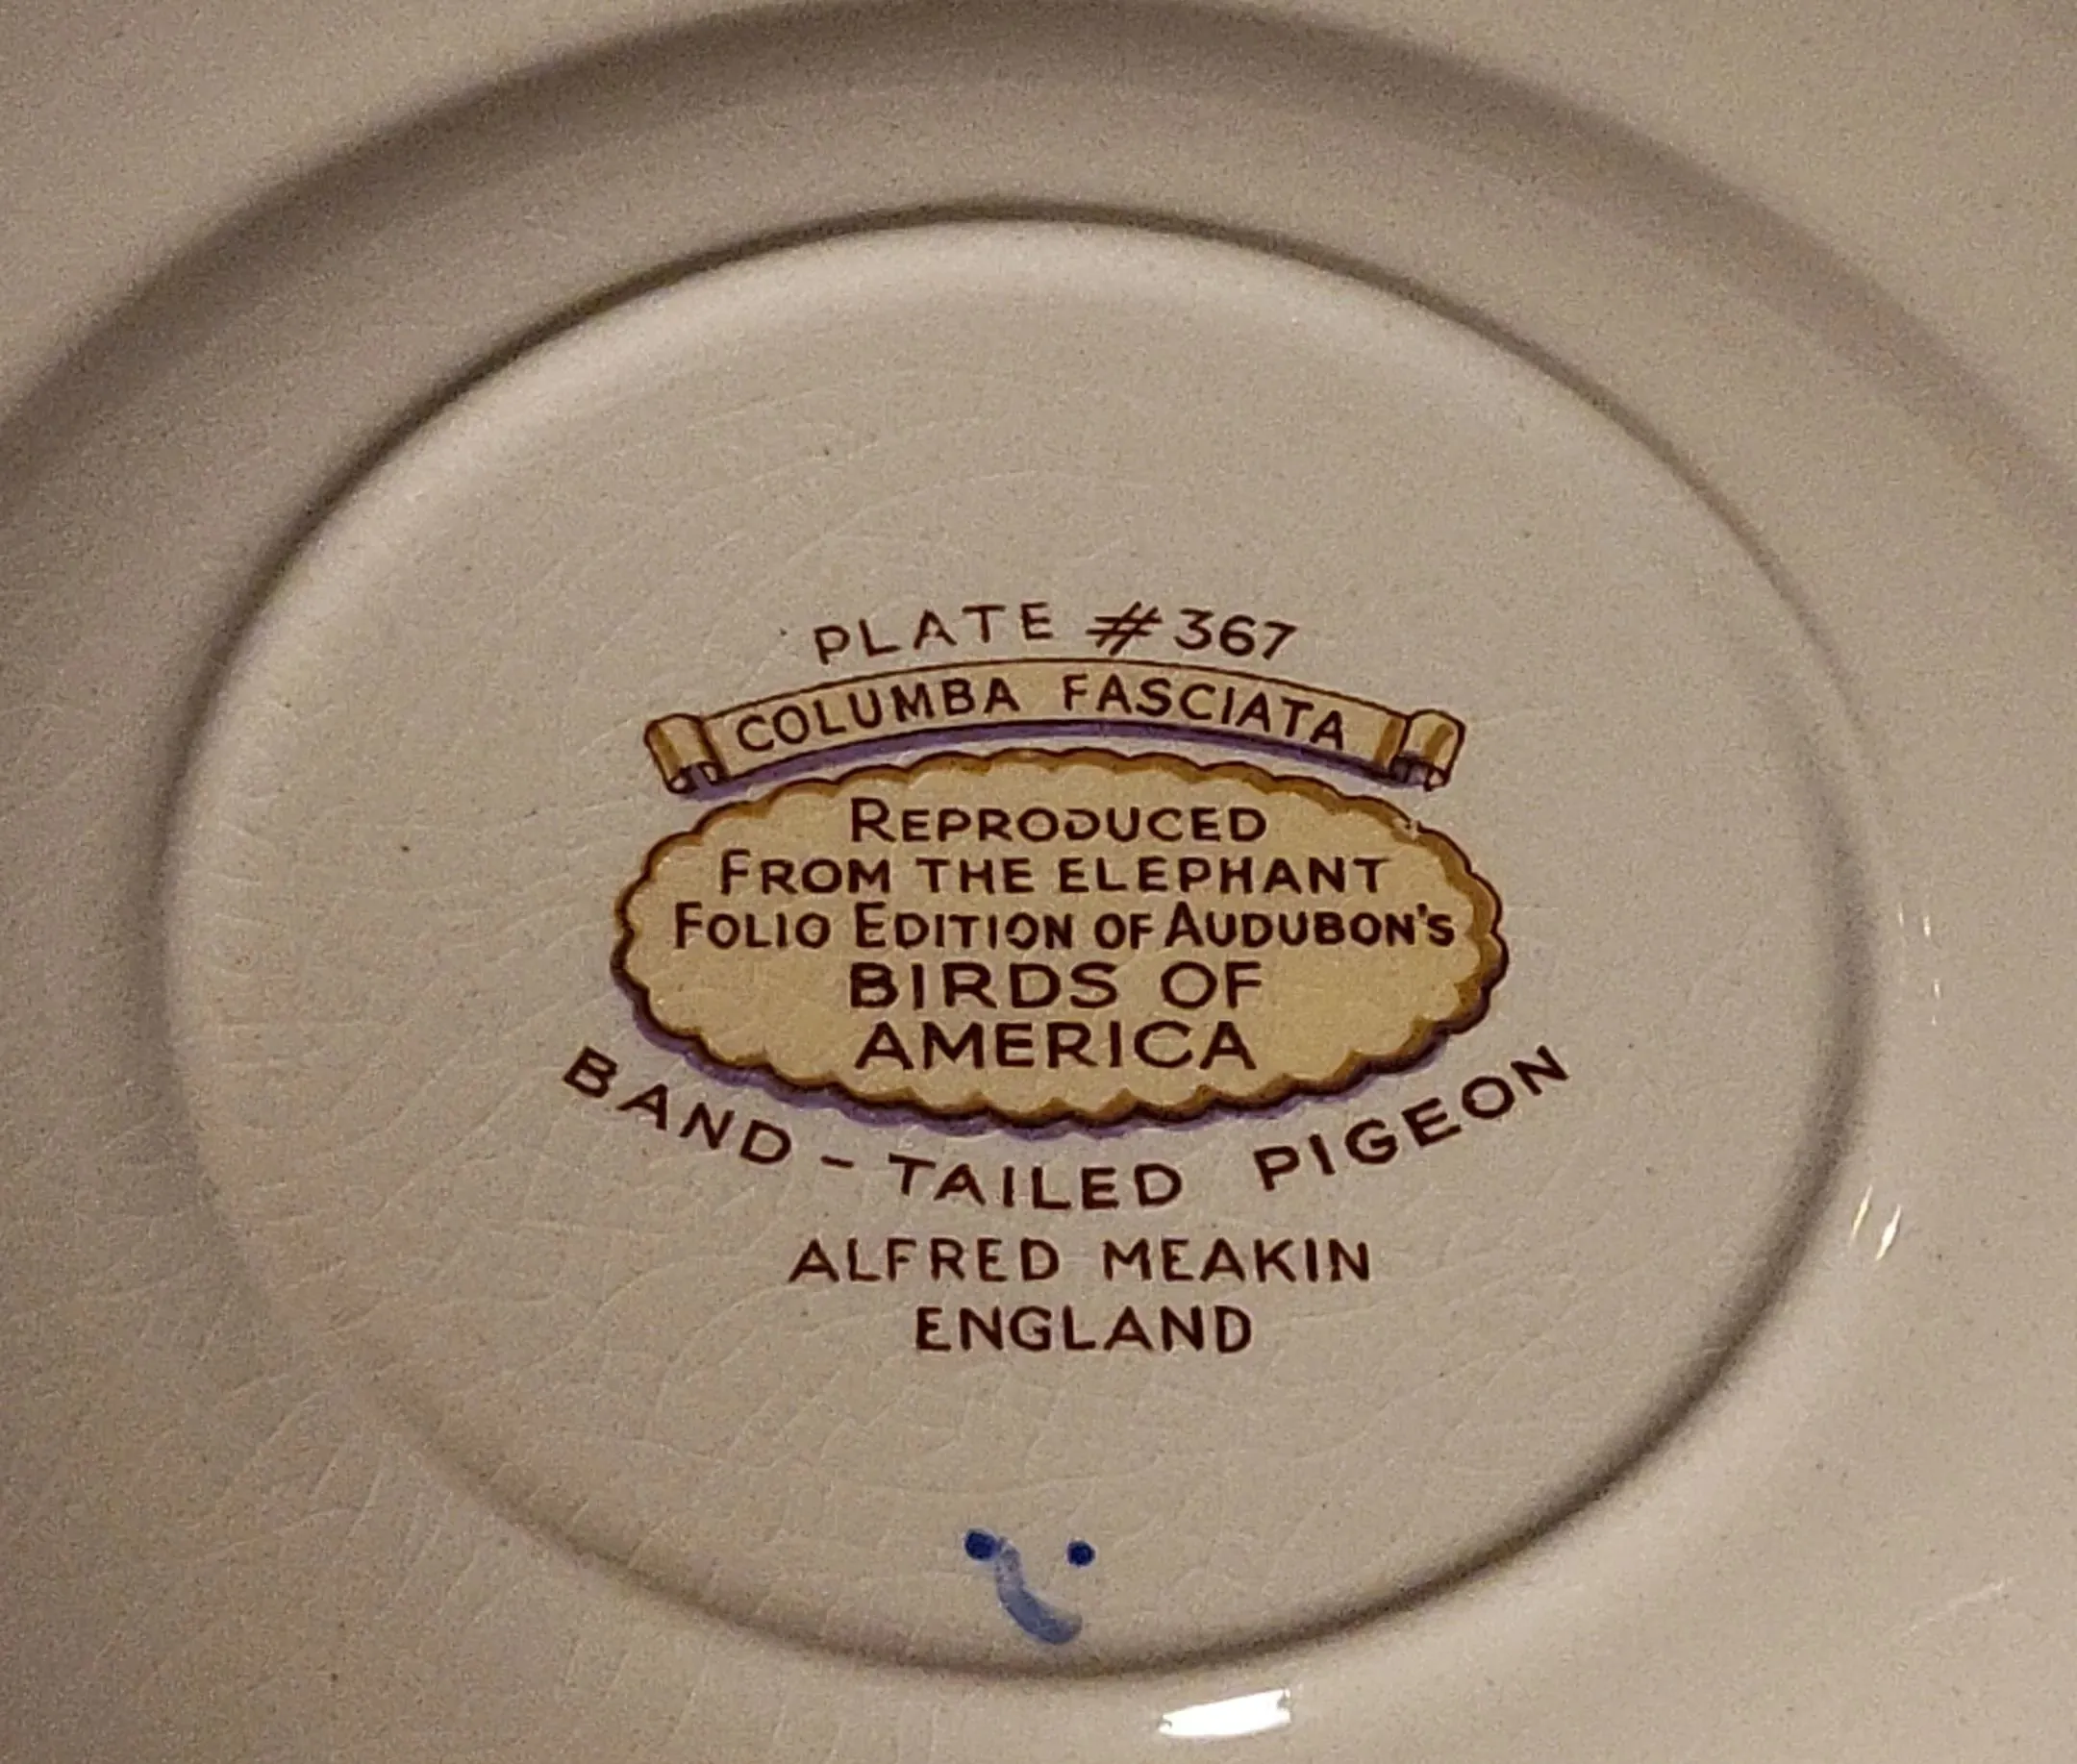 PLATE #367
COLUMBA FASCIATA
REPRODUCED
FROM THE ELEPHANT
FOLIO EDITION OF AUDUBON'S
BIRDS OF
AMERICA
BAND-TAILED PIGEON
ALFRED MEAKIN
ENGLAND